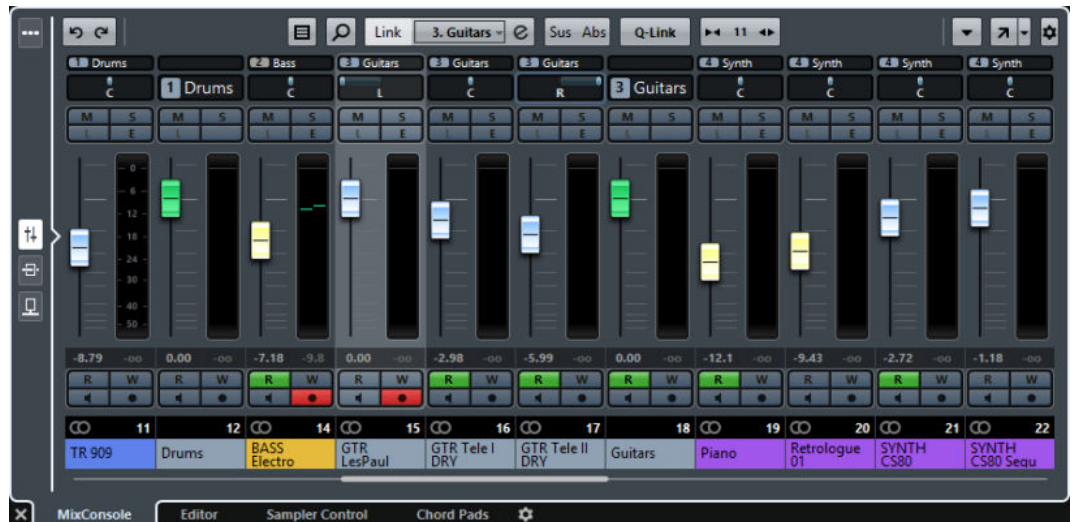 Link 3. Guitars Sus Abs Q-Link 11
1 Drums 2 Bass 3 Guitars 3 Guitars 3 Guitars 4 Synth 4 Synth 4 Synth 4 Synth
C 1 Drums C L C R 3 Guitars C C C C
M S M S M S M S M S M S M S M S M S M S M S
L E L L E L E L E L E L L E L E L E L E
0
6
12
18
24
30
40
50
-8.79 -oo 0.00 -oo -7.18 -9.8 0.00 -oo -2.98 -oo -5.99 -oo 0.00 -oo -12.1 -oo -9.43 -oo -2.72 -oo -1.18 -oo
R W R W R W R W R W R W R W R W R W R W R W
11 12 14 15 16 17 18 19 20 21 22
TR 909 Drums BASS Electro GTR LesPaul GTR Tele I DRY GTR Tele II DRY Guitars Piano Retrologue 01 SYNTH CS80 SYNTH CS80 Sequ
MixConsole Editor Sampler Control Chord Pads